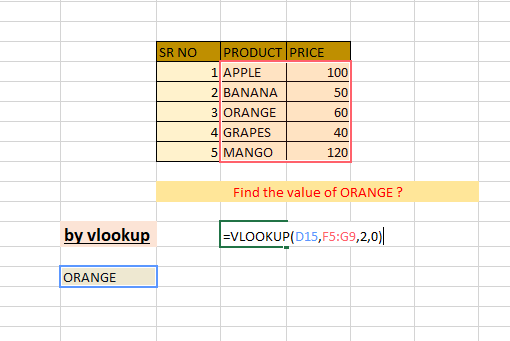 SR NO PRODUCT PRICE
1 APPLE 100
2 BANANA 50
3 ORANGE 60
4 GRAPES 40
5 MANGO 120
Find the value of ORANGE ?
by vlookup =VLOOKUP(D15,F5:G9,2,0)
ORANGE